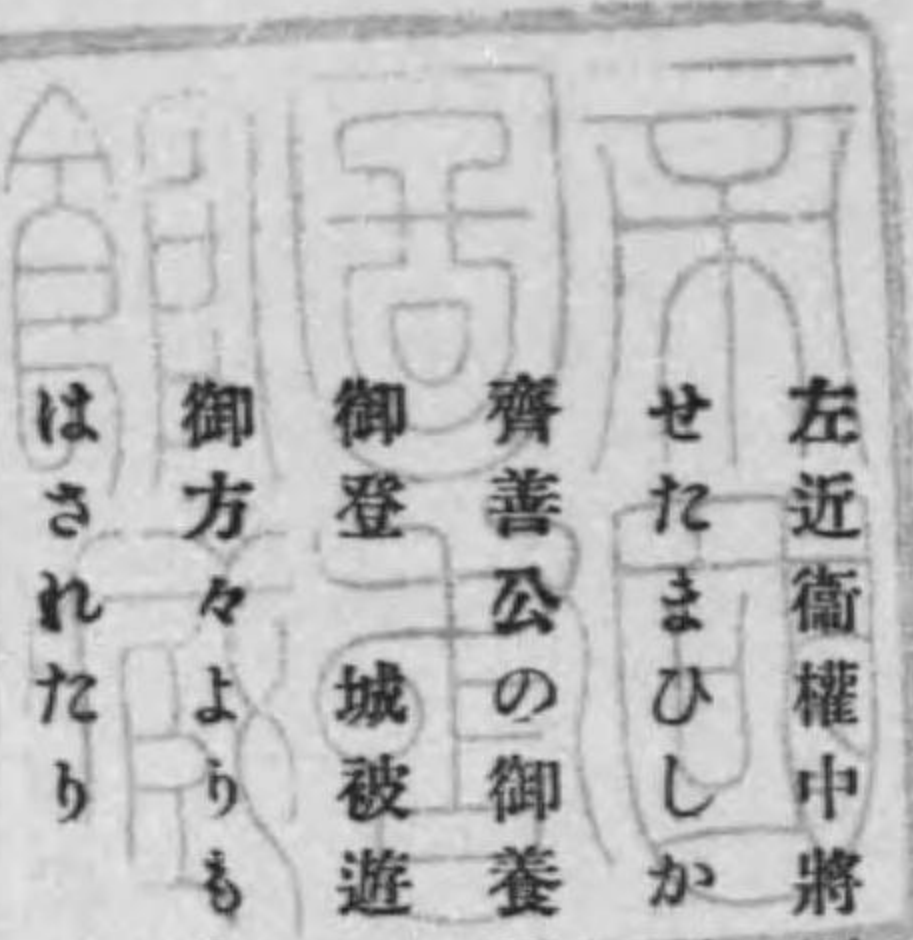 左近衞權中將
せたまひしか
齊善公の御養
御登　城被遊
御方々よりも
はされたり